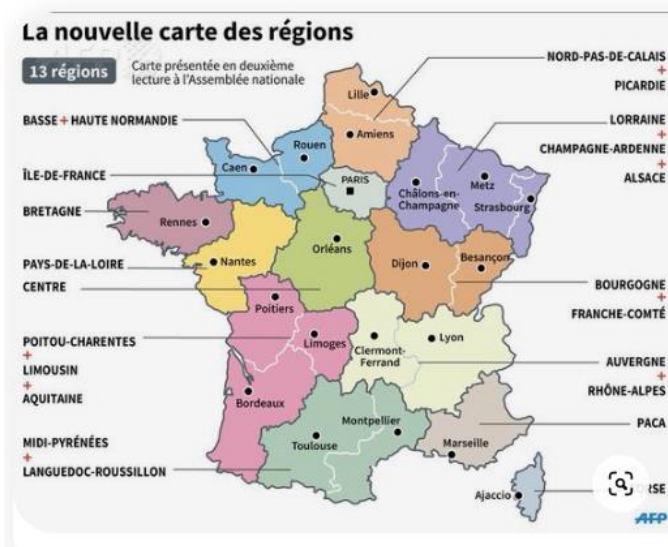 La nouvelle carte des régions
13 régions
Carte présentée en deuxième
lecture à l'Assemblée nationale
BASSE + HAUTE NORMANDIE
ÎLE-DE-FRANCE
BRETAGNE
PAYS-DE-LA-LOIRE
CENTRE
POITOU-CHARENTES
+
LIMOUSIN
+
AQUITAINE
MIDI-PYRÉNÉES
+
LANGUEDOC-ROUSSILLON
Lille
Amiens
Rouen
Caen
PARIS
Châlons-en-
Champagne
Metz
Strasbourg
Rennes
Nantes
Orléans
Dijon
Besançon
Poitiers
Limoges
Clermont-
Ferrand
Lyon
Bordeaux
Toulouse
Montpellier
Marseille
Ajaccio
NORD-PAS-DE-CALAIS
+
PICARDIE
LORRAINE
+
CHAMPAGNE-ARDENNE
+
ALSACE
BOURGOGNE
+
FRANCHE-COMTÉ
AUVERGNE
+
RHÔNE-ALPES
PACA
AFP